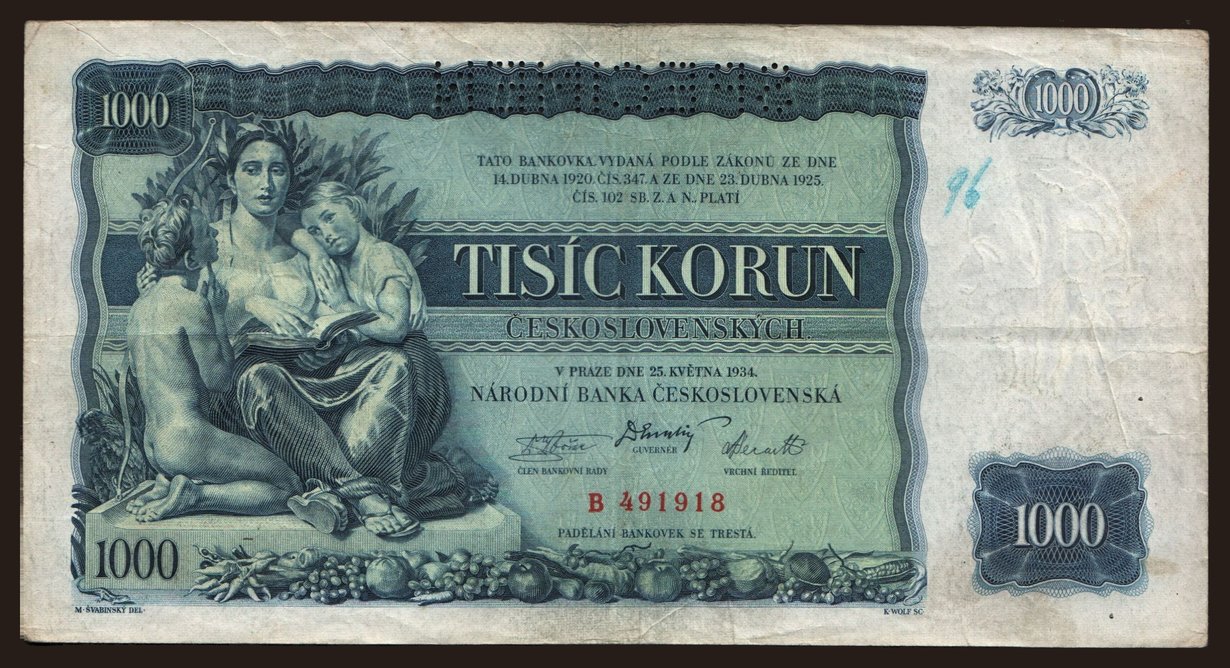 1000
1000
TATO BANKOVKA, VYDANÁ PODLE ZÁKONŮ ZE DNE
14. DUBNA 1920, ČÍS. 347. A ZE DNE 23. DUBNA 1925.
ČÍS. 102 SB. Z. A N., PLATÍ
96
TISÍC KORUN
ČESKOSLOVENSKÝCH.
V PRAZE DNE 25. KVĚTNA 1934.
NÁRODNÍ BANKA ČESKOSLOVENSKÁ
ČLEN BANKOVNÍ RADY
GUVERNÉR
VRCHNÍ ŘEDITEL
B 491918
PADĚLÁNÍ BANKOVEK SE TRESTÁ.
1000
1000
M·ŠVABINSKÝ DEL·
K·WOLF SC·